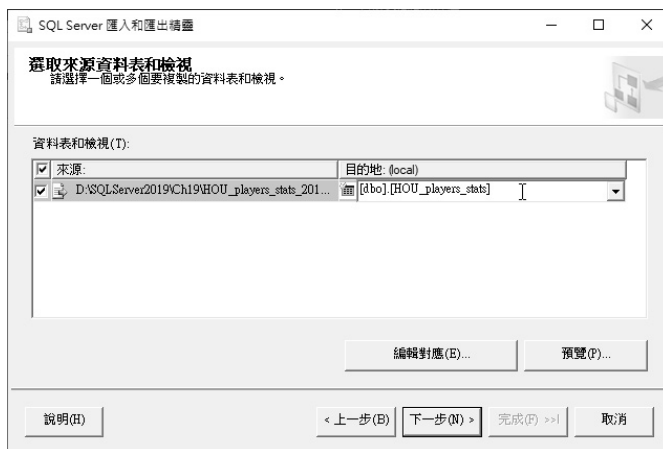 SQL Server 匯入和匯出精靈
選取來源資料表和檢視
請選擇一個或多個要複製的資料表和檢視。
資料表和檢視(T):
來源: 目的地: (local)
D:\SQLServer2019\Ch19\HOU_players_stats_201... [dbo].[HOU_players_stats]
編輯對應(E)... 預覽(P)...
說明(H) < 上一步(B) 下一步(N) > 完成(F) >>| 取消